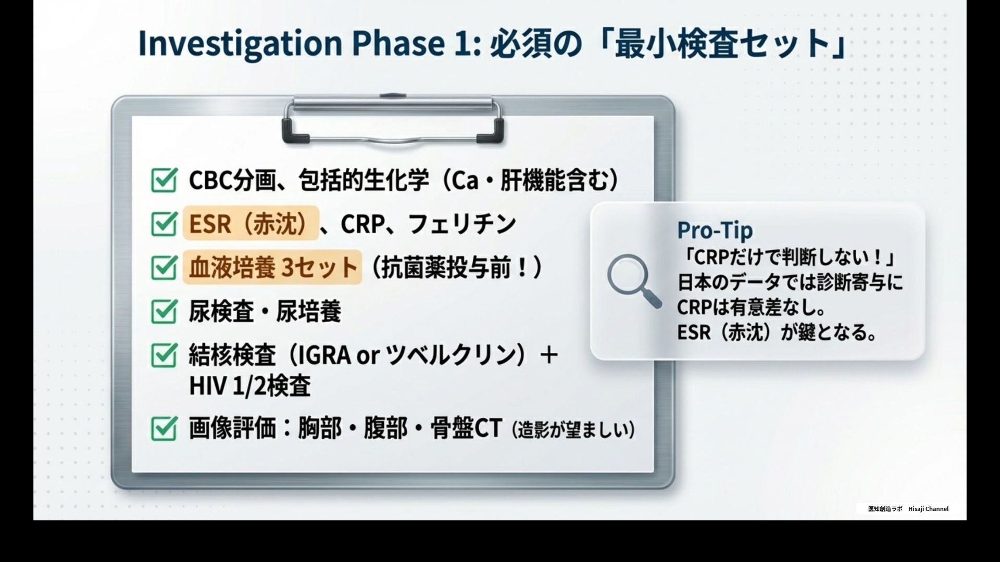 Investigation Phase 1: 必須の「最小検査セット」
CBC分画、包括的生化学（Ca・肝機能含む）
ESR（赤沈）、CRP、フェリチン
血液培養 3セット（抗菌薬投与前！）
尿検査・尿培養
結核検査（IGRA or ツベルクリン）＋
HIV 1/2検査
画像評価：胸部・腹部・骨盤CT（造影が望ましい）
Pro-Tip
「CRPだけで判断しない！」
日本のデータでは診断寄与に
CRPは有意差なし。
ESR（赤沈）が鍵となる。
医知創造ラボ　Hisaji Channel